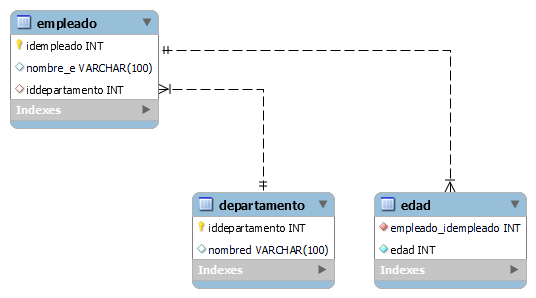 empleado
idempleado INT
nombre_e VARCHAR(100)
iddepartamento INT
Indexes
departamento
iddepartamento INT
nombred VARCHAR(100)
Indexes
edad
empleado_idempleado INT
edad INT
Indexes